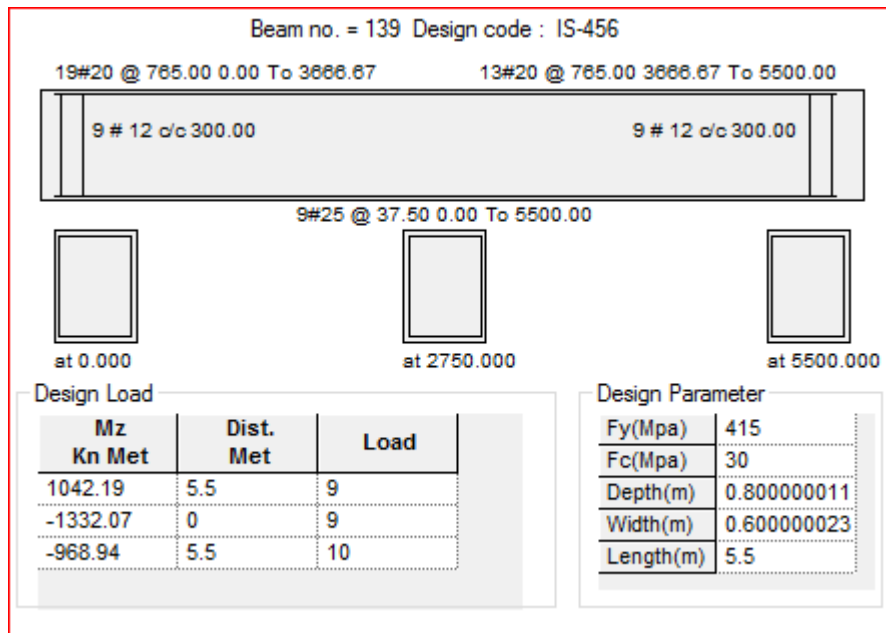 Beam no. = 139 Design code : IS-456
19#20 @ 765.00 0.00 To 3666.67 13#20 @ 765.00 3666.67 To 5500.00
9 # 12 c/c 300.00 9 # 12 c/c 300.00
9#25 @ 37.50 0.00 To 5500.00
at 0.000 at 2750.000 at 5500.000
Design Load Design Parameter
Mz Dist. Load
Kn Met Met
1042.19 5.5 9
-1332.07 0 9
-968.94 5.5 10
Fy(Mpa) 415
Fc(Mpa) 30
Depth(m) 0.800000011
Width(m) 0.600000023
Length(m) 5.5